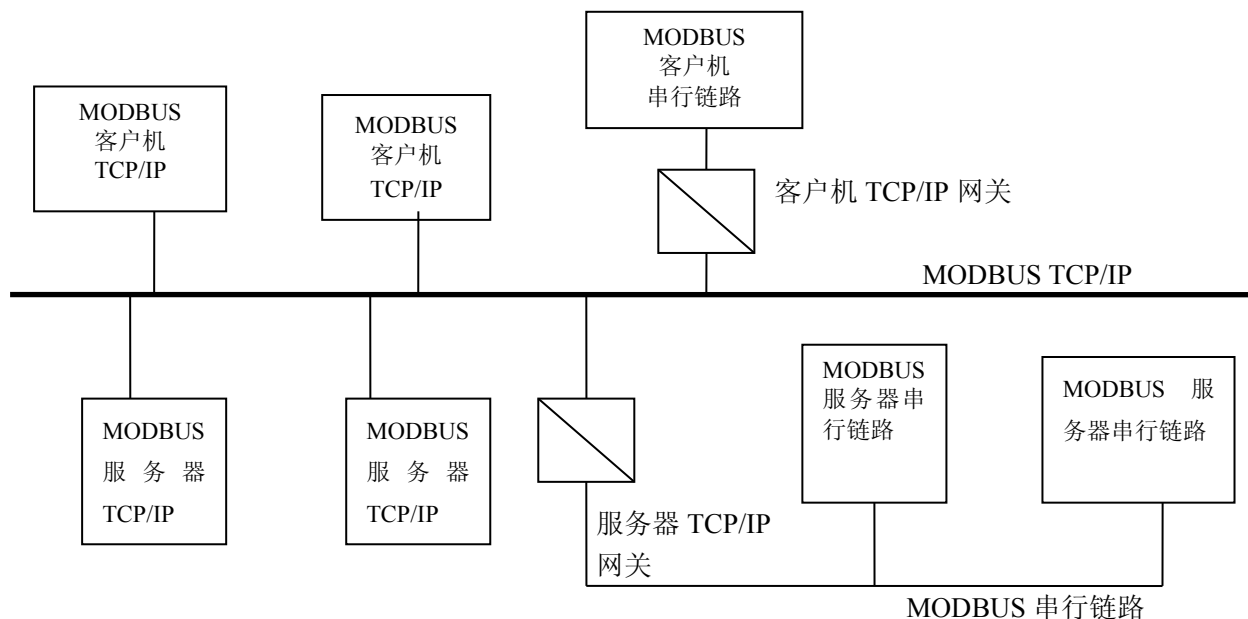 MODBUS
客户机
串行链路
MODBUS
客户机
TCP/IP
MODBUS
客户机
TCP/IP
客户机 TCP/IP 网关
MODBUS TCP/IP
MODBUS
服务器
TCP/IP
MODBUS
服务器
TCP/IP
服务器 TCP/IP
网关
MODBUS
服务器串
行链路
MODBUS 服
务器串行链路
MODBUS 串行链路